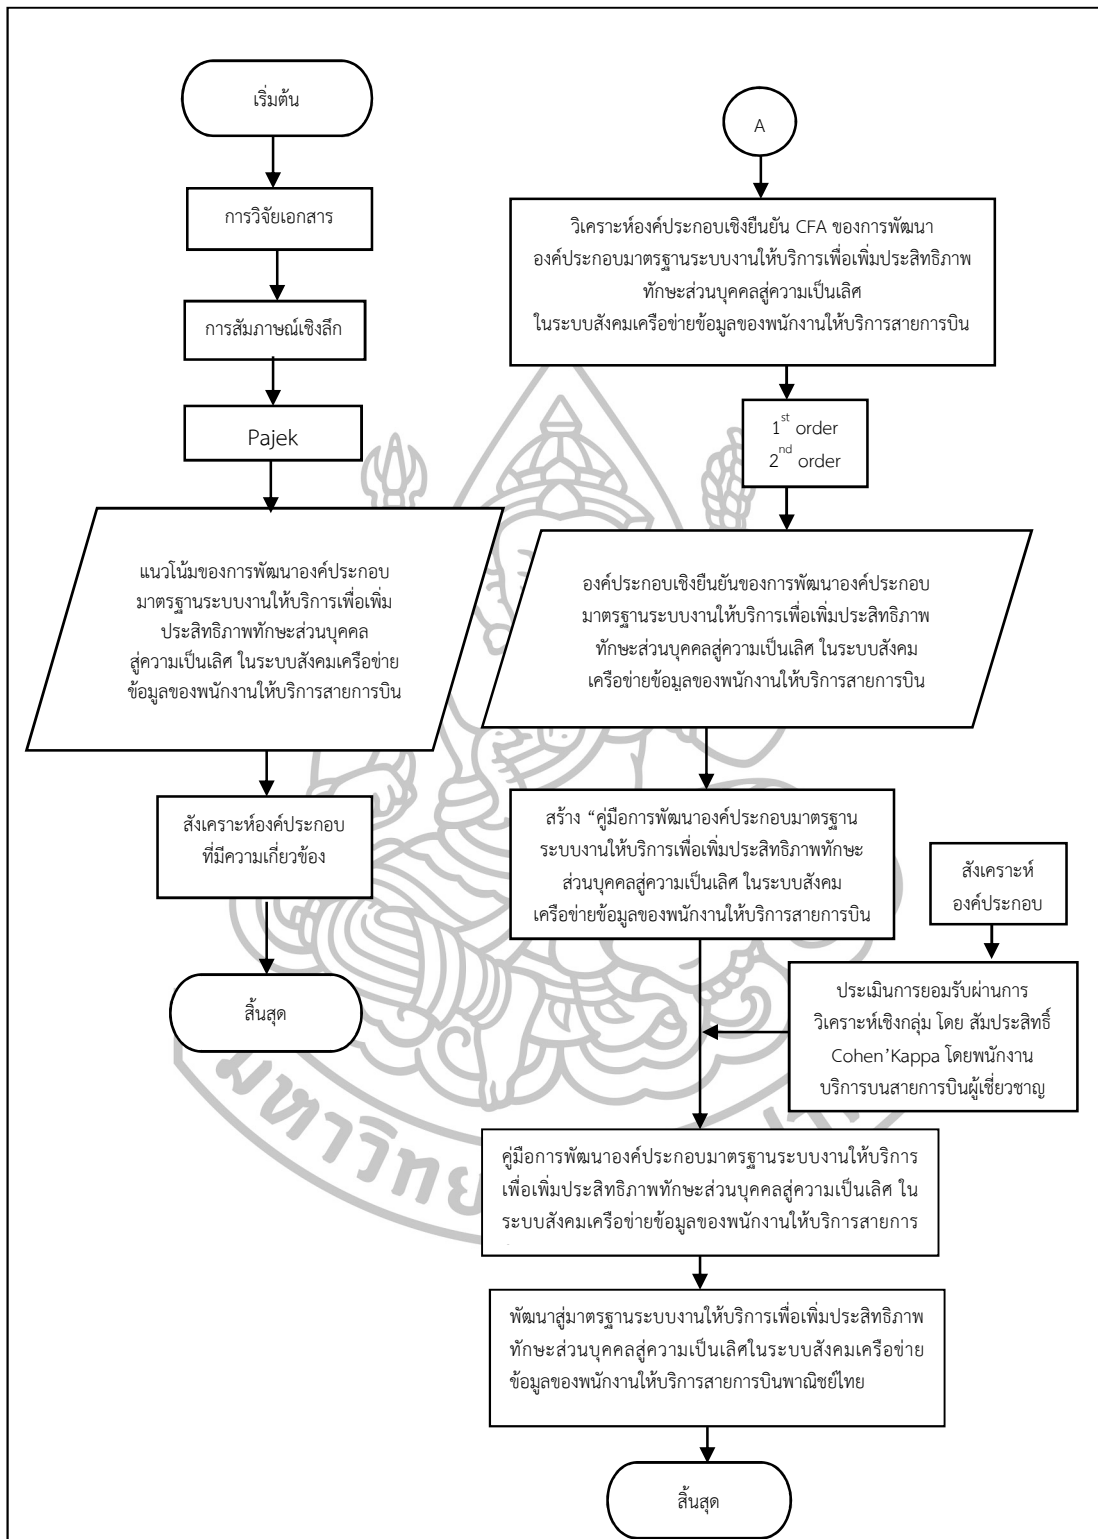 เริ่มต้น
การวิจัยเอกสาร
การสัมภาษณ์เชิงลึก
Pajek
แนวโน้มของการพัฒนาองค์ประกอบ
มาตรฐานระบบงานให้บริการเพื่อเพิ่ม
ประสิทธิภาพทักษะส่วนบุคคล
สู่ความเป็นเลิศ ในระบบสังคมเครือข่าย
ข้อมูลของพนักงานให้บริการสายการบิน
สังเคราะห์องค์ประกอบ
ที่มีความเกี่ยวข้อง
สิ้นสุด
A
วิเคราะห์องค์ประกอบเชิงยืนยัน CFA ของการพัฒนา
องค์ประกอบมาตรฐานระบบงานให้บริการเพื่อเพิ่มประสิทธิภาพ
ทักษะส่วนบุคคลสู่ความเป็นเลิศ
ในระบบสังคมเครือข่ายข้อมูลของพนักงานให้บริการสายการบิน
1st order
2nd order
องค์ประกอบเชิงยืนยันของการพัฒนาองค์ประกอบ
มาตรฐานระบบงานให้บริการเพื่อเพิ่มประสิทธิภาพ
ทักษะส่วนบุคคลสู่ความเป็นเลิศ ในระบบสังคม
เครือข่ายข้อมูลของพนักงานให้บริการสายการบิน
สร้าง “คู่มือการพัฒนาองค์ประกอบมาตรฐาน
ระบบงานให้บริการเพื่อเพิ่มประสิทธิภาพทักษะ
ส่วนบุคคลสู่ความเป็นเลิศ ในระบบสังคม
เครือข่ายข้อมูลของพนักงานให้บริการสายการบิน
สังเคราะห์
องค์ประกอบ
ประเมินการยอมรับผ่านการ
วิเคราะห์เชิงกลุ่ม โดย สัมประสิทธิ์
Cohen’Kappa โดยพนักงาน
บริการบนสายการบินผู้เชี่ยวชาญ
คู่มือการพัฒนาองค์ประกอบมาตรฐานระบบงานให้บริการ
เพื่อเพิ่มประสิทธิภาพทักษะส่วนบุคคลสู่ความเป็นเลิศ ใน
ระบบสังคมเครือข่ายข้อมูลของพนักงานให้บริการสายการ
พัฒนาสู่มาตรฐานระบบงานให้บริการเพื่อเพิ่มประสิทธิภาพ
ทักษะส่วนบุคคลสู่ความเป็นเลิศในระบบสังคมเครือข่าย
ข้อมูลของพนักงานให้บริการสายการบินพาณิชย์ไทย
สิ้นสุด